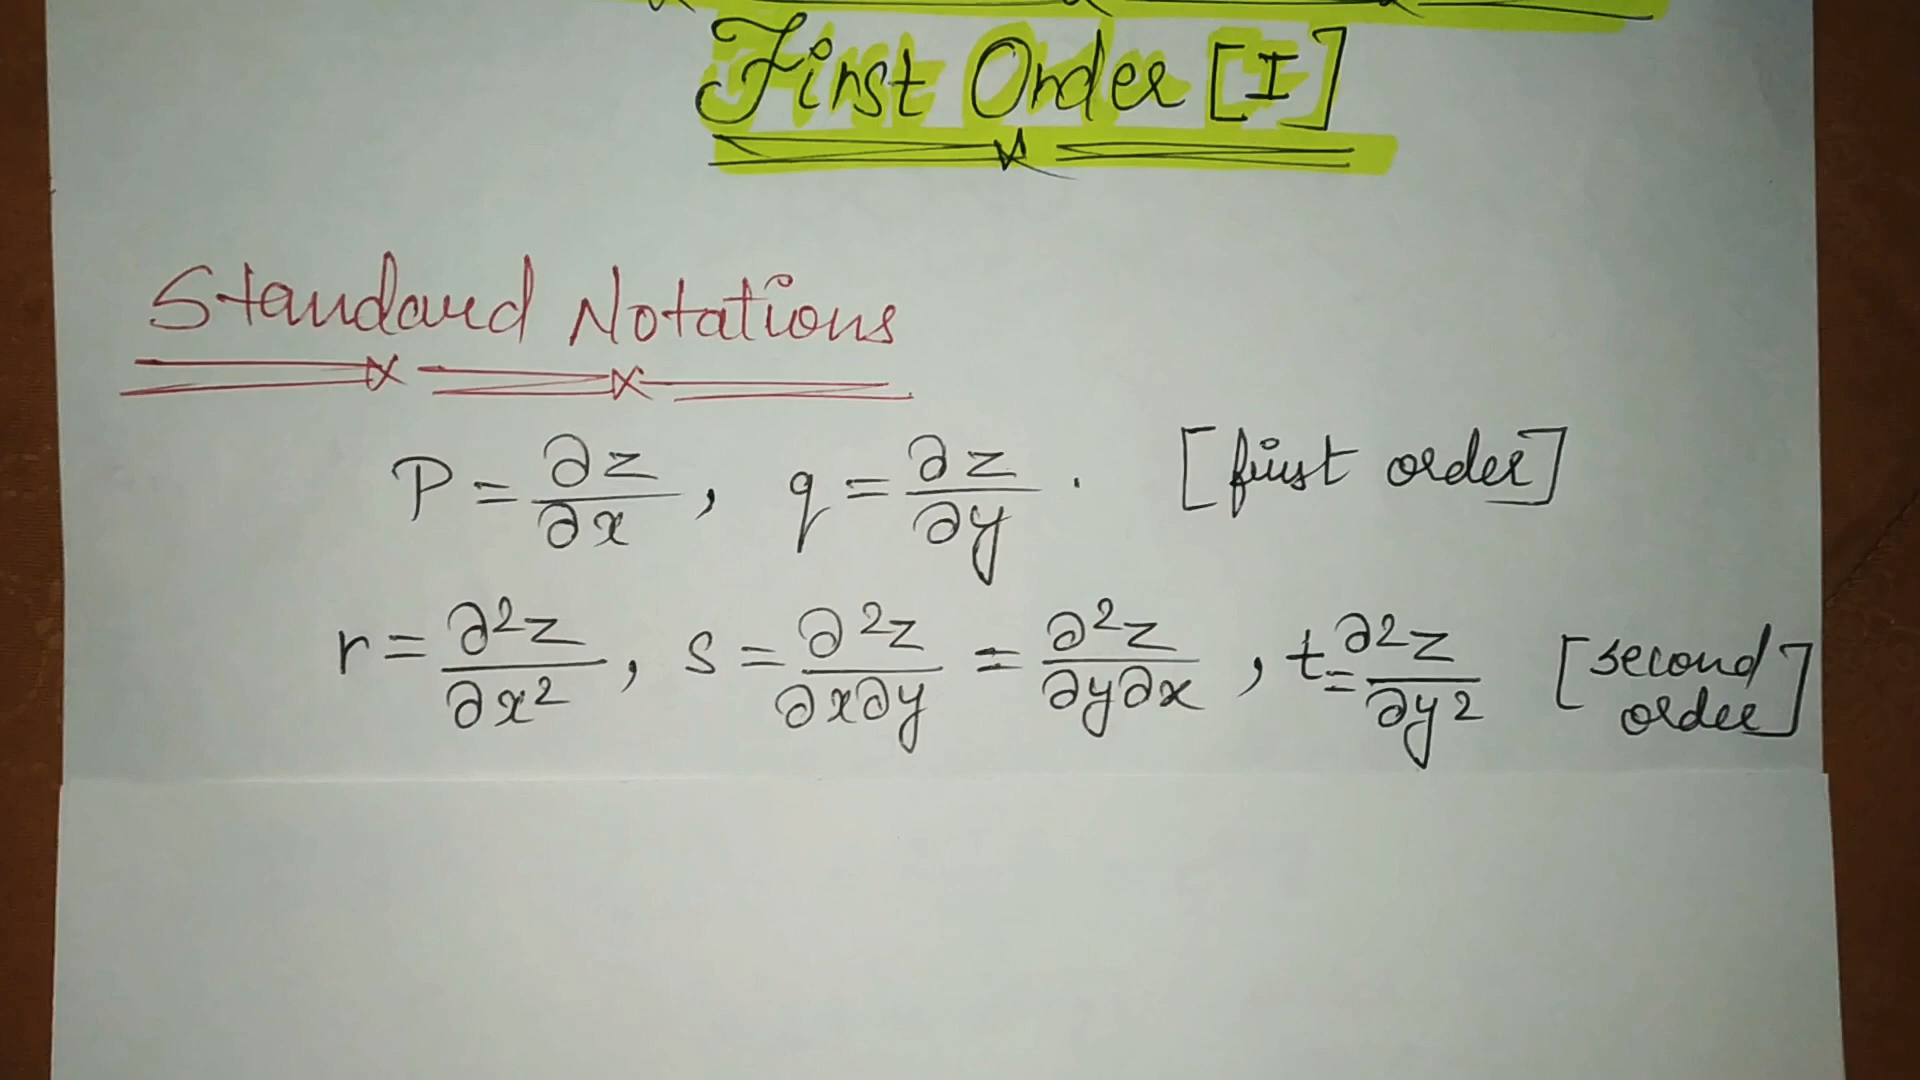 First Order [I]
Standard Notations
P = ∂z/∂x , q = ∂z/∂y . [first order]
r = ∂²z/∂x² , s = ∂²z/∂x∂y = ∂²z/∂y∂x , t = ∂²z/∂y² [second order]